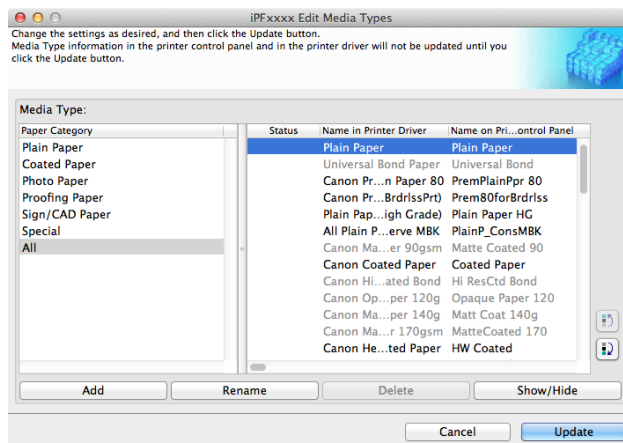 iPFxxxx Edit Media Types
Change the settings as desired, and then click the Update button.
Media Type information in the printer control panel and in the printer driver will not be updated until you
click the Update button.
Media Type:
Paper Category
Plain Paper
Coated Paper
Photo Paper
Proofing Paper
Sign/CAD Paper
Special
All
Status Name in Printer Driver Name on Pri...ontrol Panel
Plain Paper Plain Paper
Universal Bond Paper Universal Bond
Canon Pr...n Paper 80 PremPlainPpr 80
Canon Pr...BrdrlssPrt) Prem80forBrdrlss
Plain Pap...igh Grade) Plain Paper HG
All Plain P...erve MBK PlainP_ConsMBK
Canon Ma...er 90gsm Matte Coated 90
Canon Coated Paper Coated Paper
Canon Hi...ated Bond Hi ResCtd Bond
Canon Op...per 120g Opaque Paper 120
Canon Ma...per 140g Matt Coat 140g
Canon Ma...r 170gsm MatteCoated 170
Canon He...ted Paper HW Coated
Add Rename Delete Show/Hide
Cancel Update